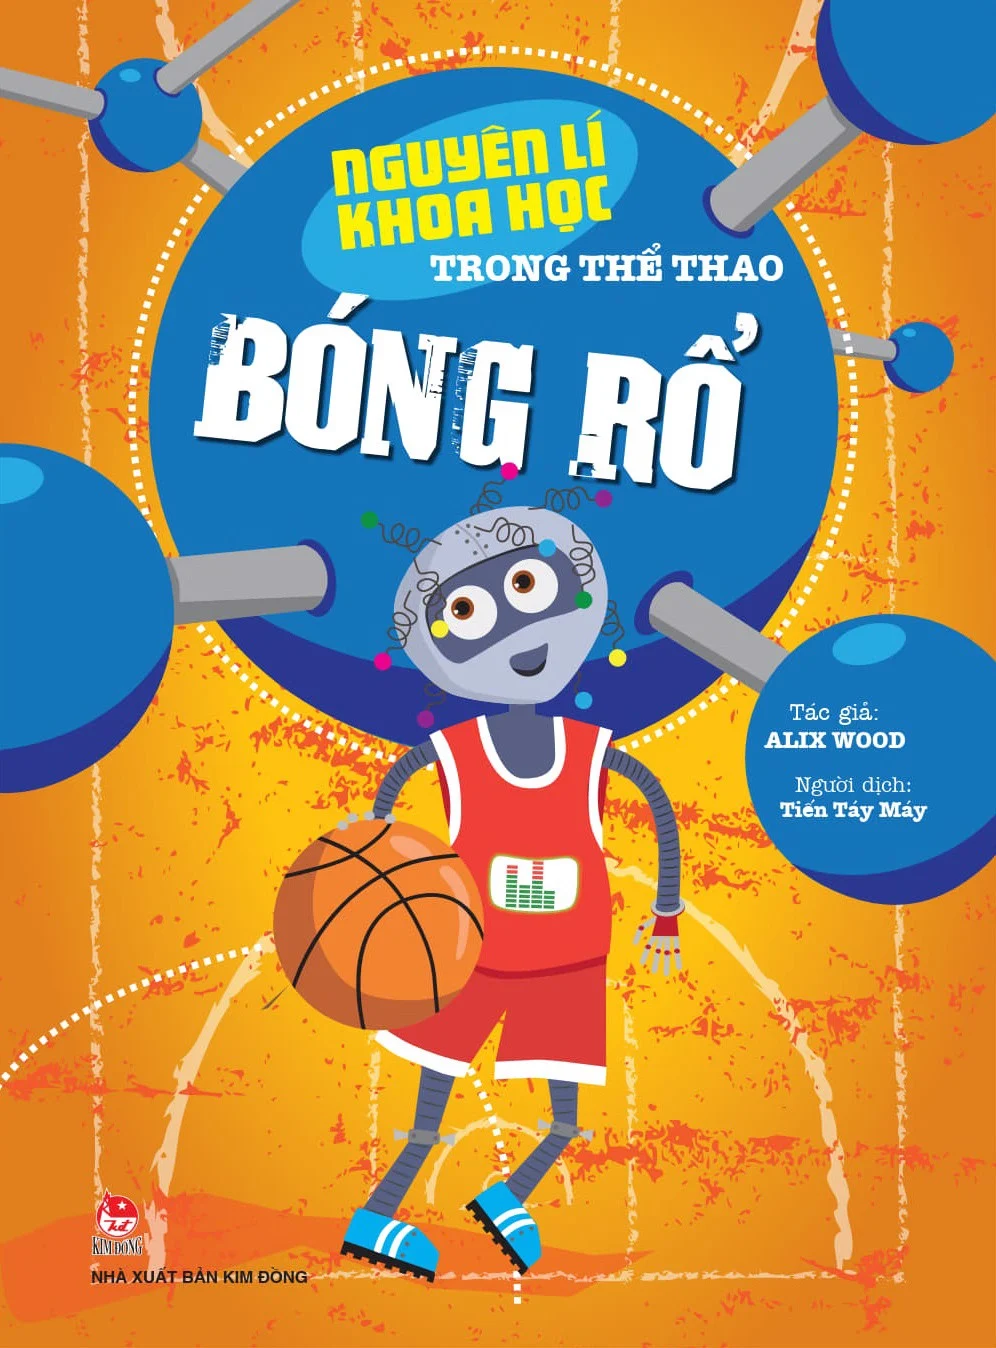 NGUYÊN LÍ
KHOA HỌC
TRONG THỂ THAO
BÓNG RỔ
Tác giả:
ALIX WOOD
Người dịch:
Tiến Táy Máy
KIM ĐỒNG
NHÀ XUẤT BẢN KIM ĐỒNG